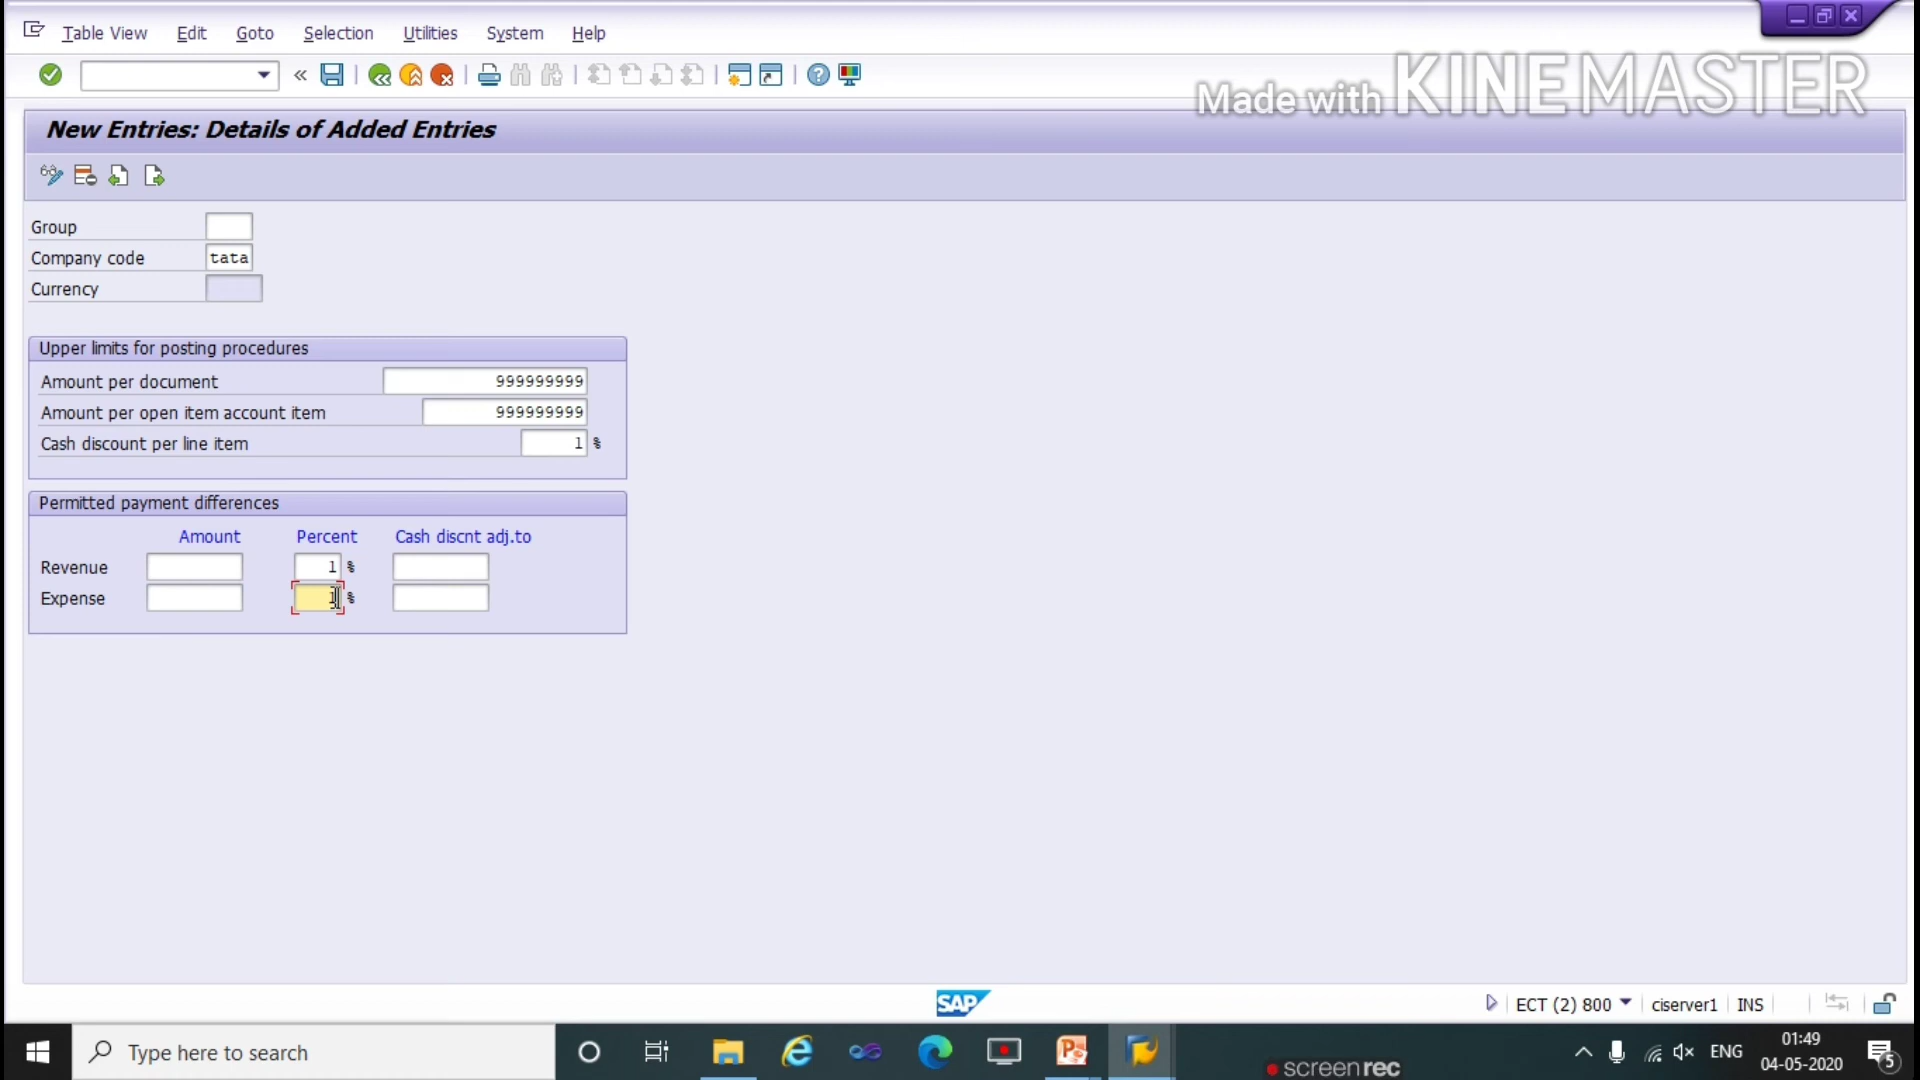 Table View Edit Goto Selection Utilities System Help
Made with KINEMASTER
New Entries: Details of Added Entries
Group
Company code tata
Currency
Upper limits for posting procedures
Amount per document 999999999
Amount per open item account item 999999999
Cash discount per line item 1 %
Permitted payment differences
Amount Percent Cash discnt adj.to
Revenue 1 %
Expense 1 %
SAP
ECT (2) 800 ciserver1 INS
Type here to search
screenrec
ENG
01:49
04-05-2020
5